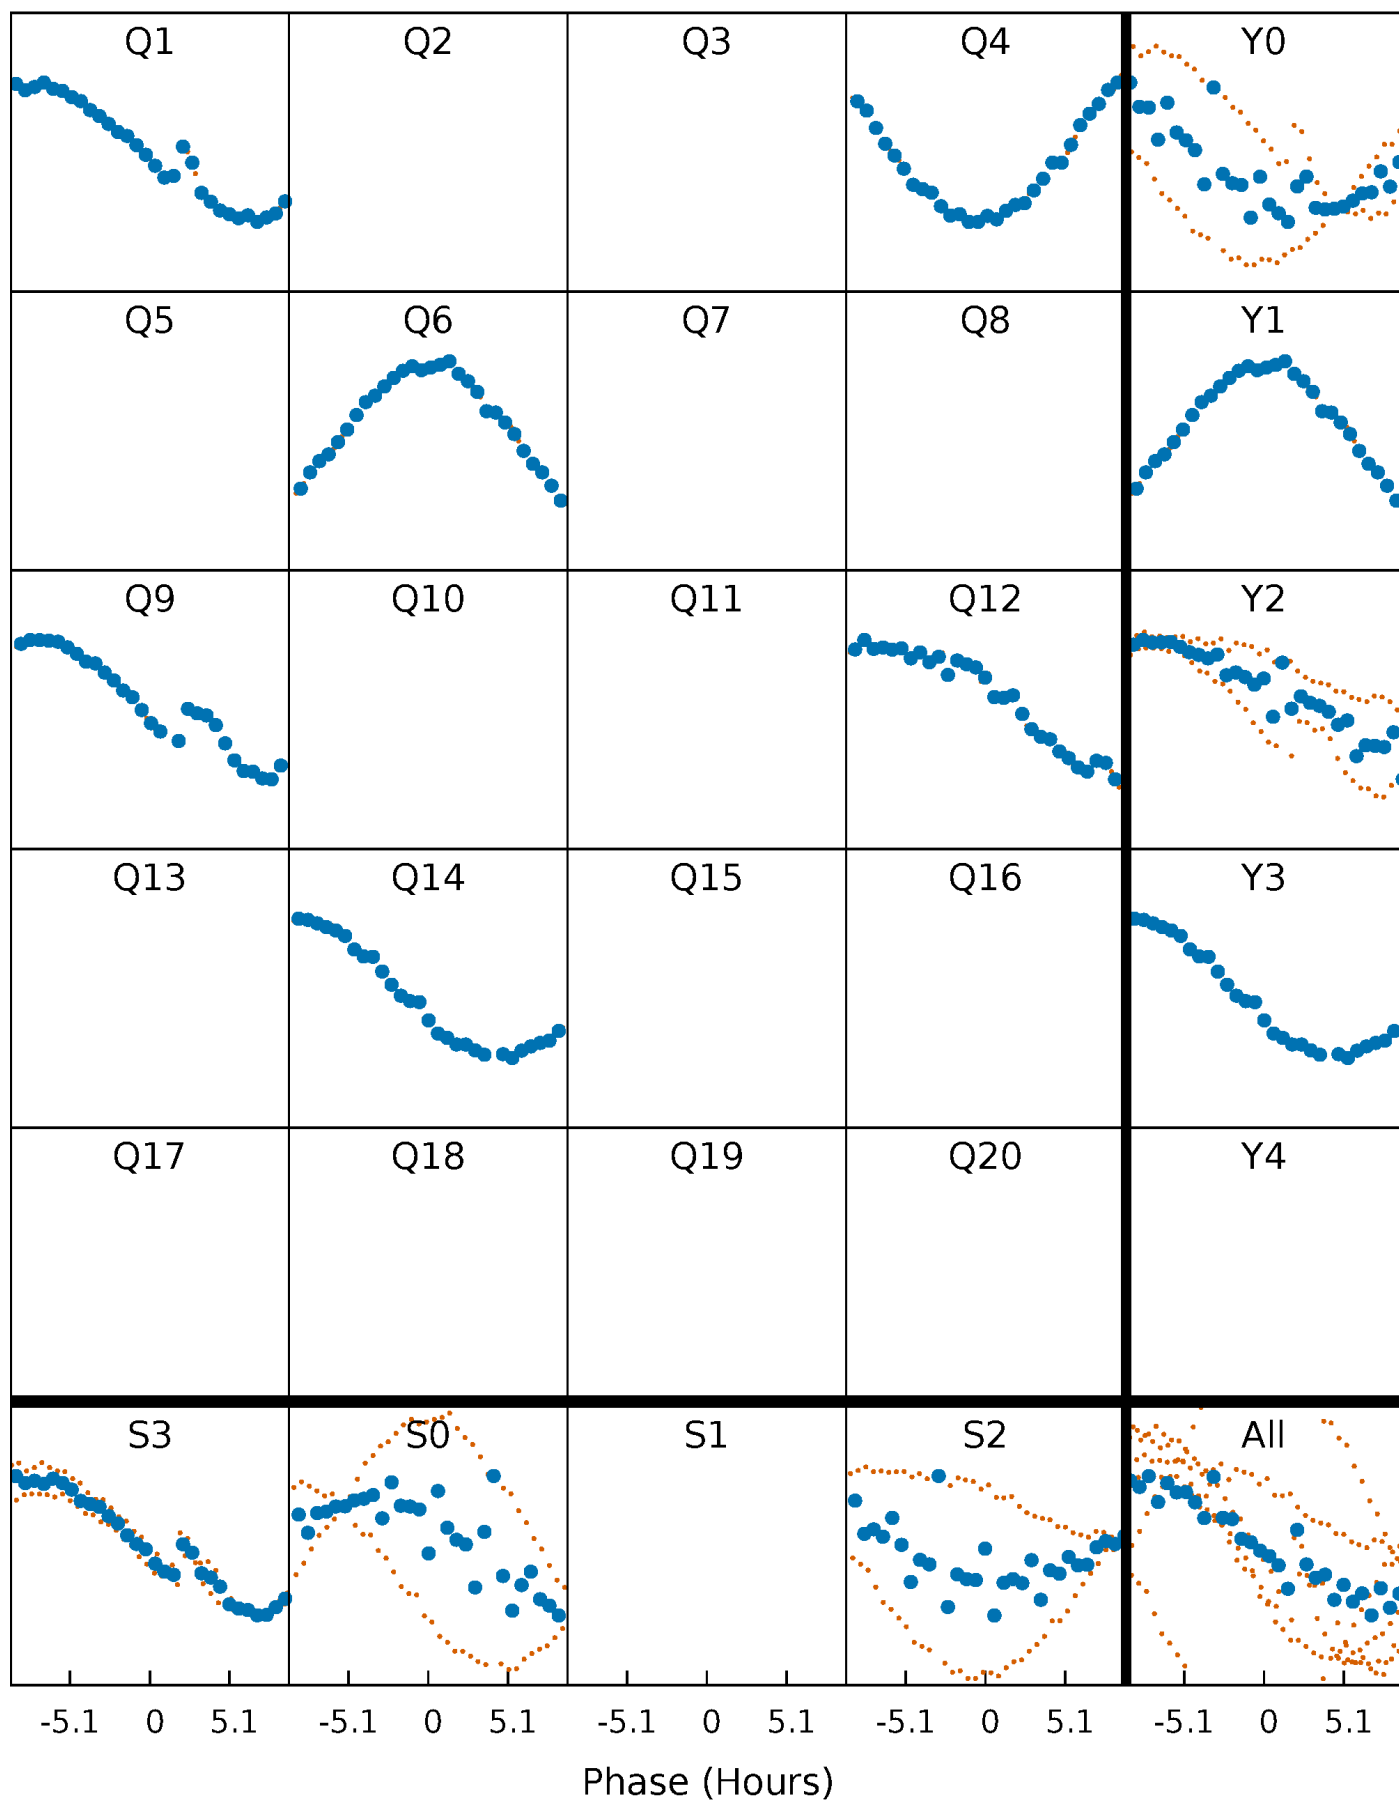 Q1 Q2 Q3 Q4 Y0
Q5 Q6 Q7 Q8 Y1
Q9 Q10 Q11 Q12 Y2
Q13 Q14 Q15 Q16 Y3
Q17 Q18 Q19 Q20 Y4
S3 S0 S1 S2 All
-5.1 0 5.1 -5.1 0 5.1 -5.1 0 5.1 -5.1 0 5.1 -5.1 0 5.1
Phase (Hours)